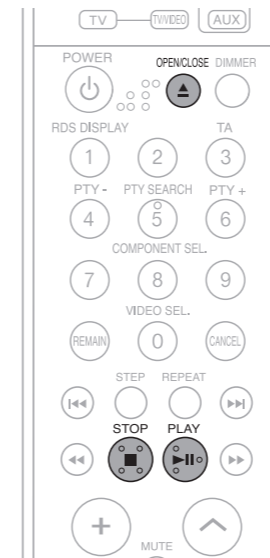 TV TV/VIDEO AUX
POWER OPEN/CLOSE DIMMER
RDS DISPLAY TA
1 2 3
PTY - PTY SEARCH PTY +
4 5 6
COMPONENT SEL.
7 8 9
VIDEO SEL.
REMAIN 0 CANCEL
STEP REPEAT
STOP PLAY
+
MUTE